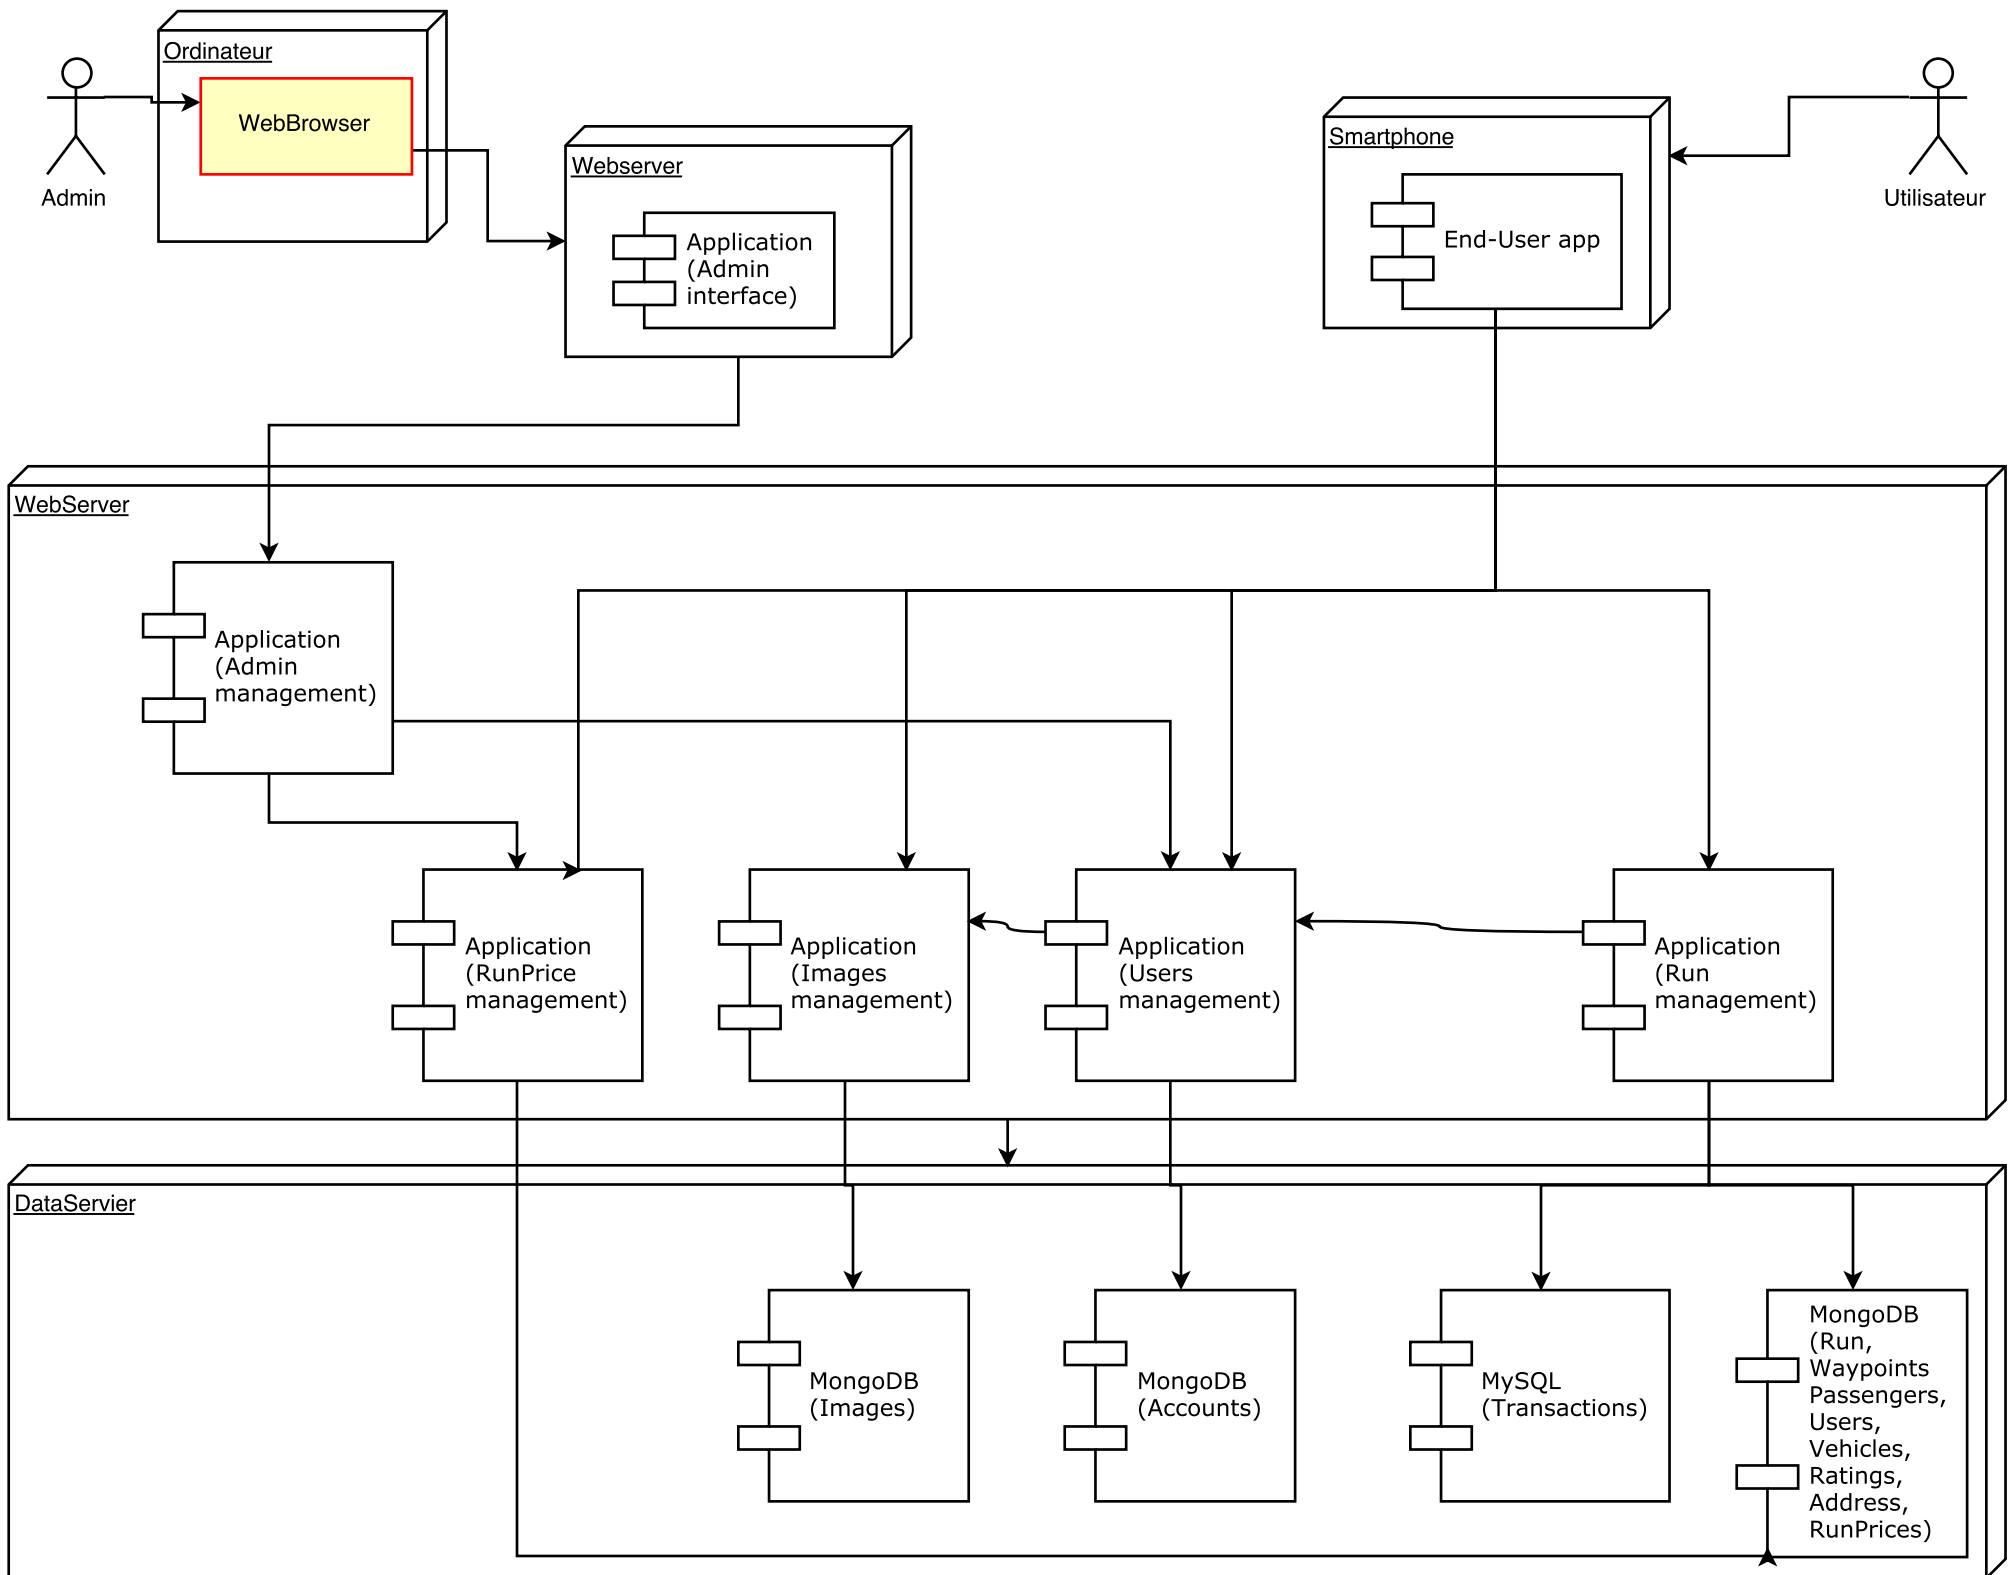 Ordinateur
WebBrowser
Admin
Webserver
Application
(Admin
interface)
Smartphone
End-User app
Utilisateur
WebServer
Application
(Admin
management)
Application
(RunPrice
management)
Application
(Images
management)
Application
(Users
management)
Application
(Run
management)
DataServier
MongoDB
(Images)
MongoDB
(Accounts)
MySQL
(Transactions)
MongoDB
(Run,
Waypoints
Passengers,
Users,
Vehicles,
Ratings,
Address,
RunPrices)